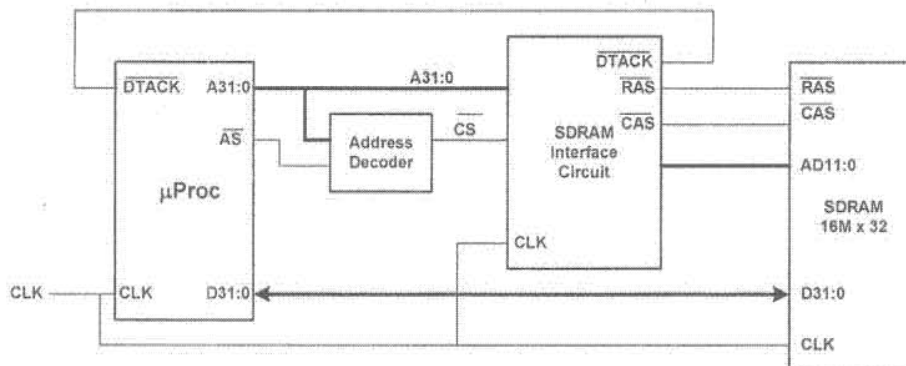 DTACK
A31:0
AS
µProc
CLK
CLK
D31:0
A31:0
Address
Decoder
CS
DTACK
RAS
CAS
SDRAM
Interface
Circuit
CLK
RAS
CAS
AD11:0
SDRAM
16M x 32
D31:0
CLK